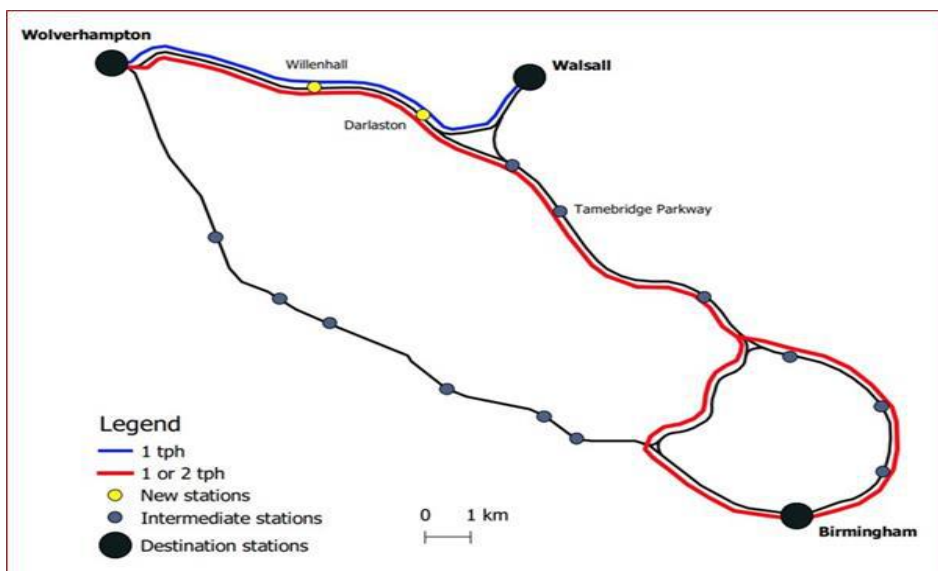 Wolverhampton
Willenhall
Walsall
Darlaston
Tamebridge Parkway
Legend
1 tph
1 or 2 tph
New stations
Intermediate stations
Destination stations
0 1 km
Birmingham